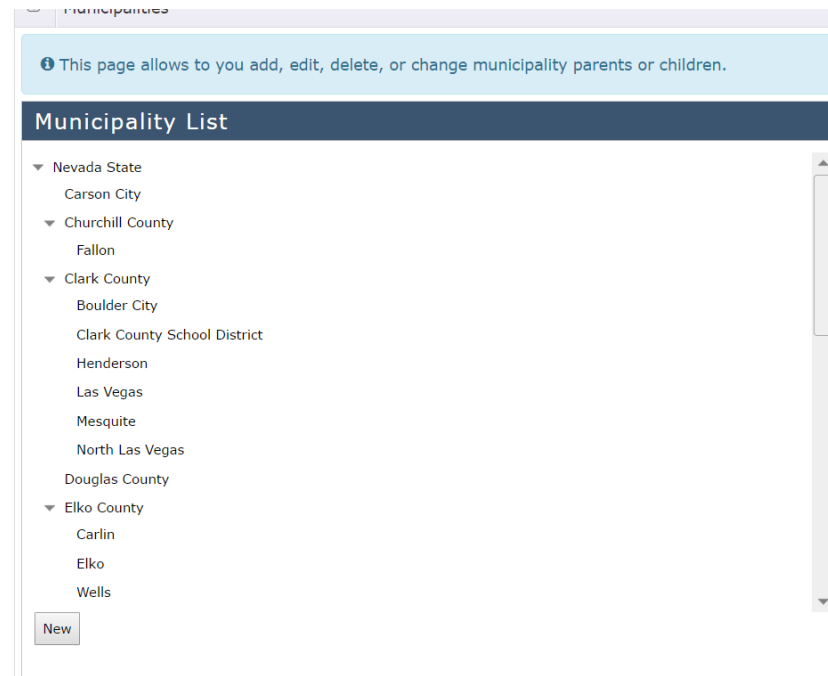 Municipalities
This page allows to you add, edit, delete, or change municipality parents or children.
Municipality List
Nevada State
Carson City
Churchill County
Fallon
Clark County
Boulder City
Clark County School District
Henderson
Las Vegas
Mesquite
North Las Vegas
Douglas County
Elko County
Carlin
Elko
Wells
New